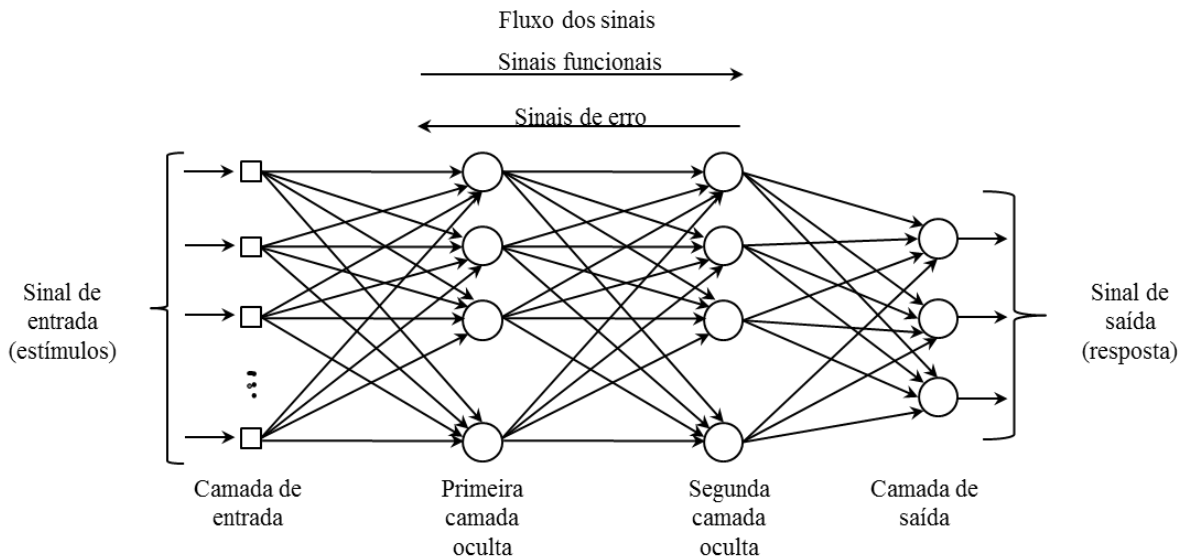 Fluxo dos sinais
Sinais funcionais
Sinais de erro
Sinal de
entrada
(estímulos)
Sinal de
saída
(resposta)
Camada de
entrada
Primeira
camada
oculta
Segunda
camada
oculta
Camada de
saída